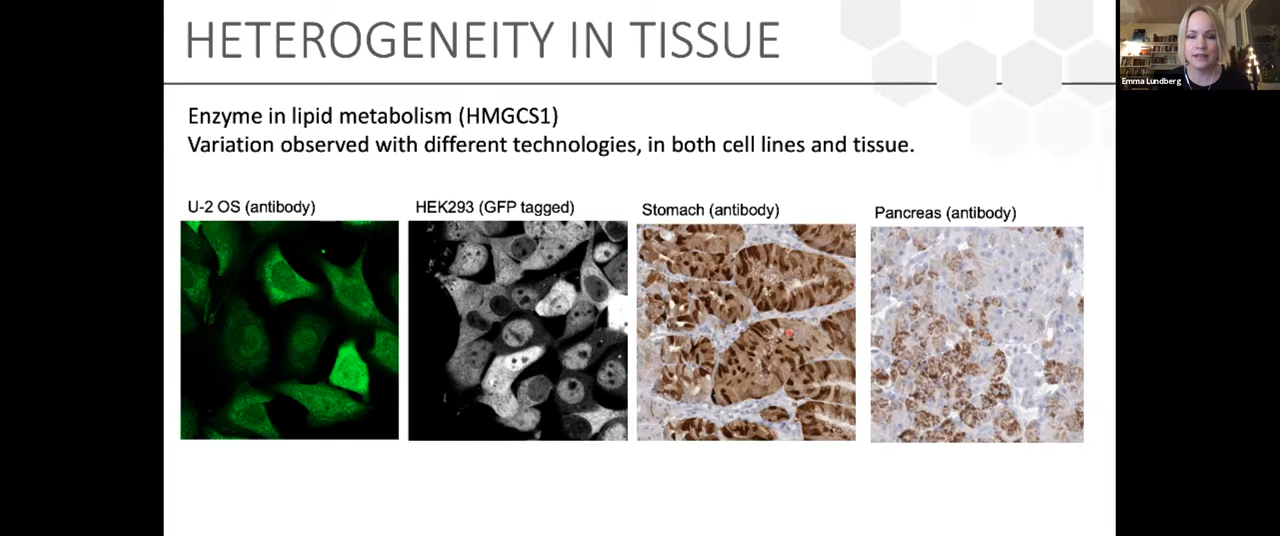 HETEROGENEITY IN TISSUE
Emma Lundberg
Enzyme in lipid metabolism (HMGCS1)
Variation observed with different technologies, in both cell lines and tissue.
U-2 OS (antibody)
HEK293 (GFP tagged)
Stomach (antibody)
Pancreas (antibody)